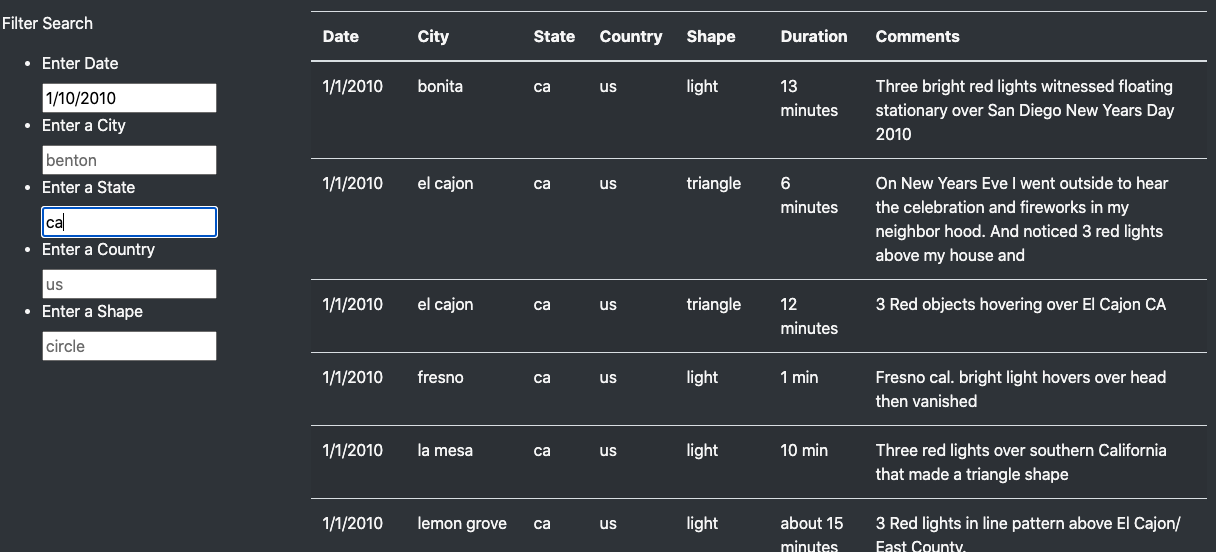 Filter Search
Enter Date
1/10/2010
Enter a City
benton
Enter a State
ca
Enter a Country
us
Enter a Shape
circle
Date City State Country Shape Duration Comments
1/1/2010 bonita ca us light 13 Three bright red lights witnessed floating
minutes stationary over San Diego New Years Day
2010
1/1/2010 el cajon ca us triangle 6 On New Years Eve I went outside to hear
minutes the celebration and fireworks in my
neighbor hood. And noticed 3 red lights
above my house and
1/1/2010 el cajon ca us triangle 12 3 Red objects hovering over El Cajon CA
minutes
1/1/2010 fresno ca us light 1 min Fresno cal. bright light hovers over head
then vanished
1/1/2010 la mesa ca us light 10 min Three red lights over southern California
that made a triangle shape
1/1/2010 lemon grove ca us light about 15 3 Red lights in line pattern above El Cajon/
minutes East County.